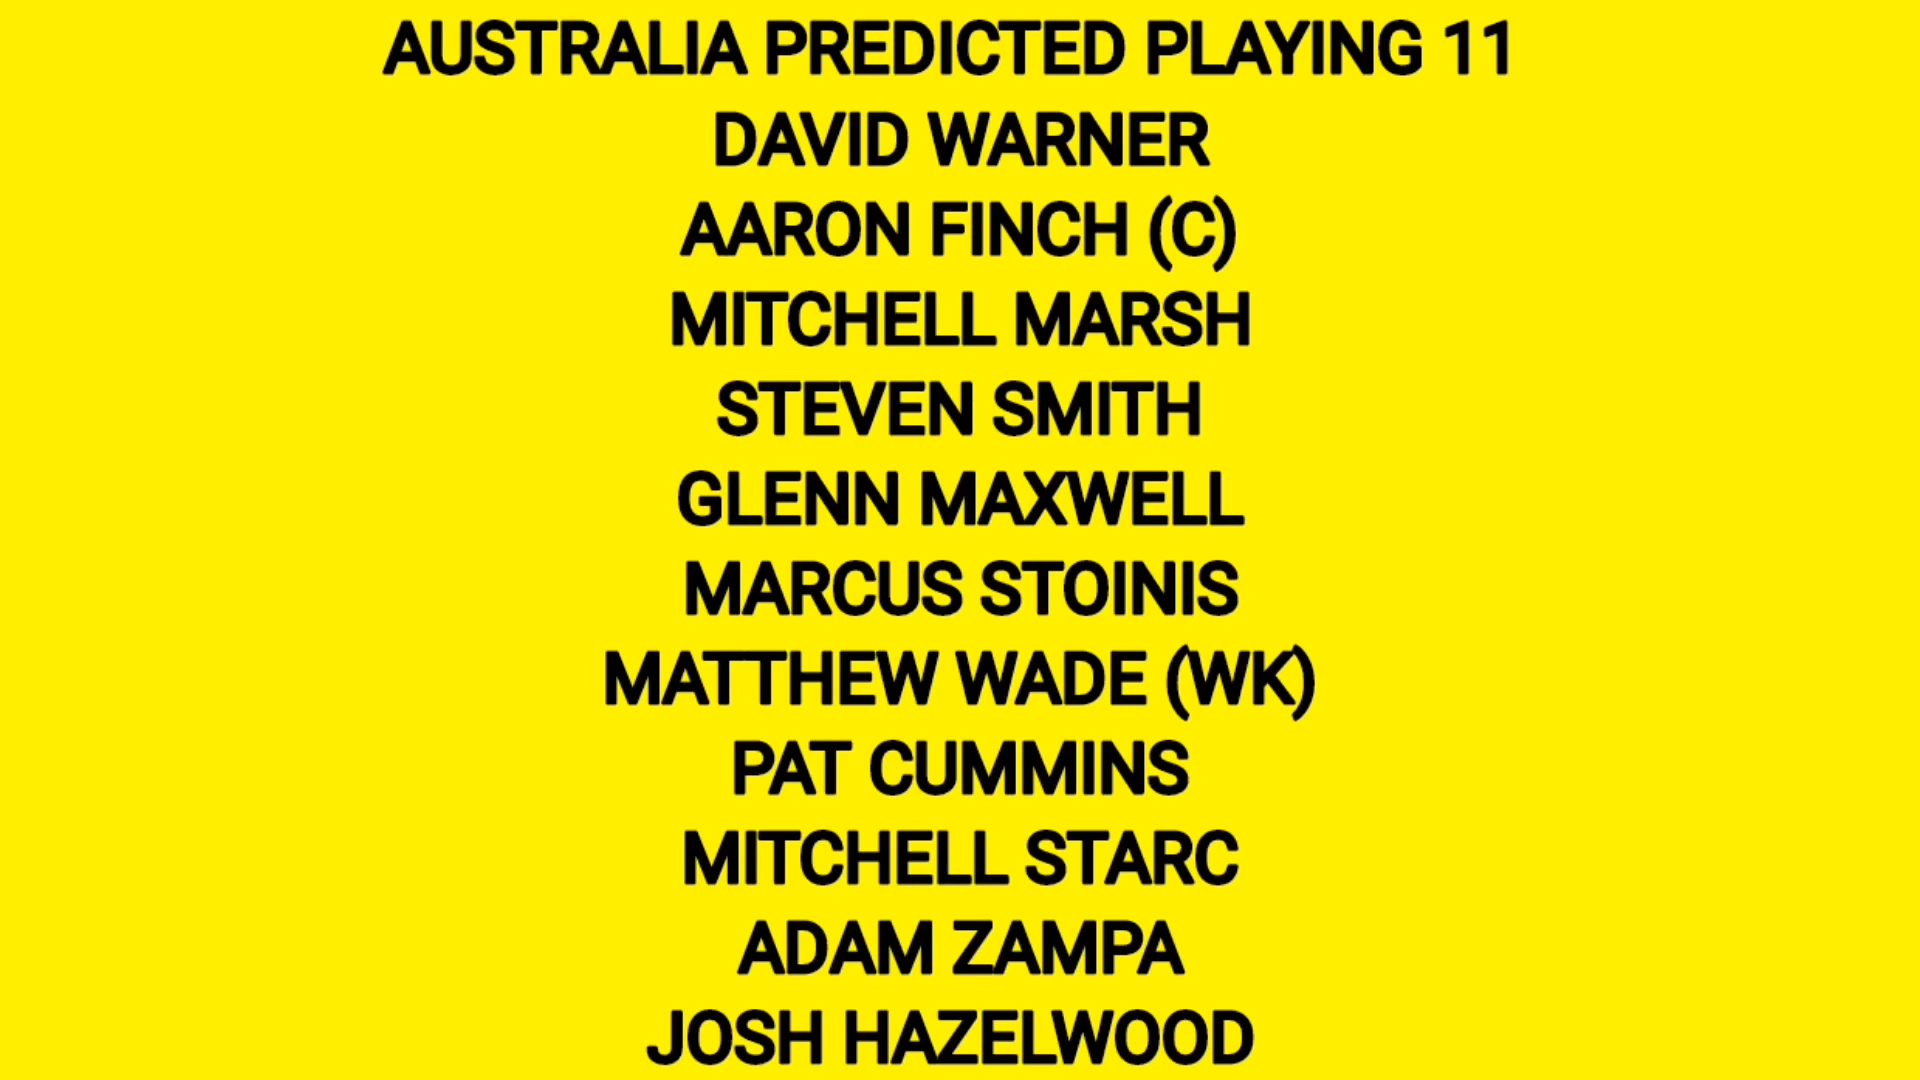 AUSTRALIA PREDICTED PLAYING 11
DAVID WARNER
AARON FINCH (C)
MITCHELL MARSH
STEVEN SMITH
GLENN MAXWELL
MARCUS STOINIS
MATTHEW WADE (WK)
PAT CUMMINS
MITCHELL STARC
ADAM ZAMPA
JOSH HAZELWOOD